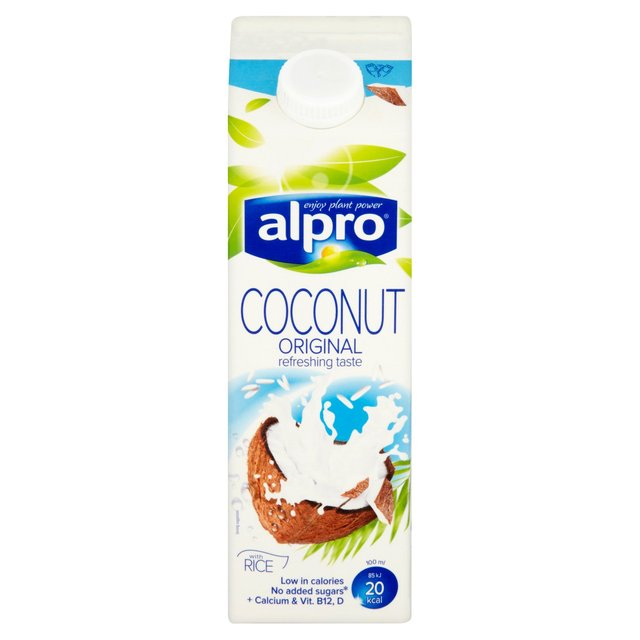 enjoy plant power
alpro®
COCONUT
ORIGINAL
refreshing taste
with
RICE
Low in calories
No added sugars*
+ Calcium & Vit. B12, D
100 ml
85 kJ
20
kcal